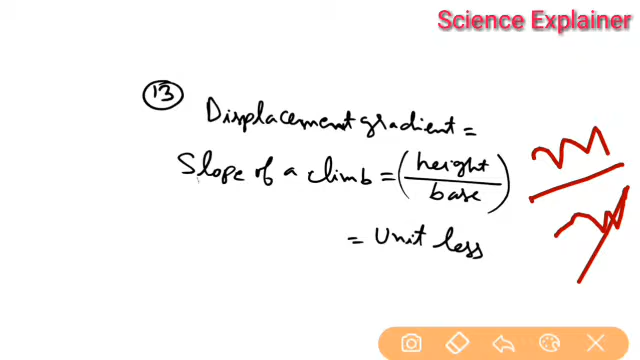 Science Explainer
13
Displacement gradient =
Slope of a climb = (height/base)
= Unit less